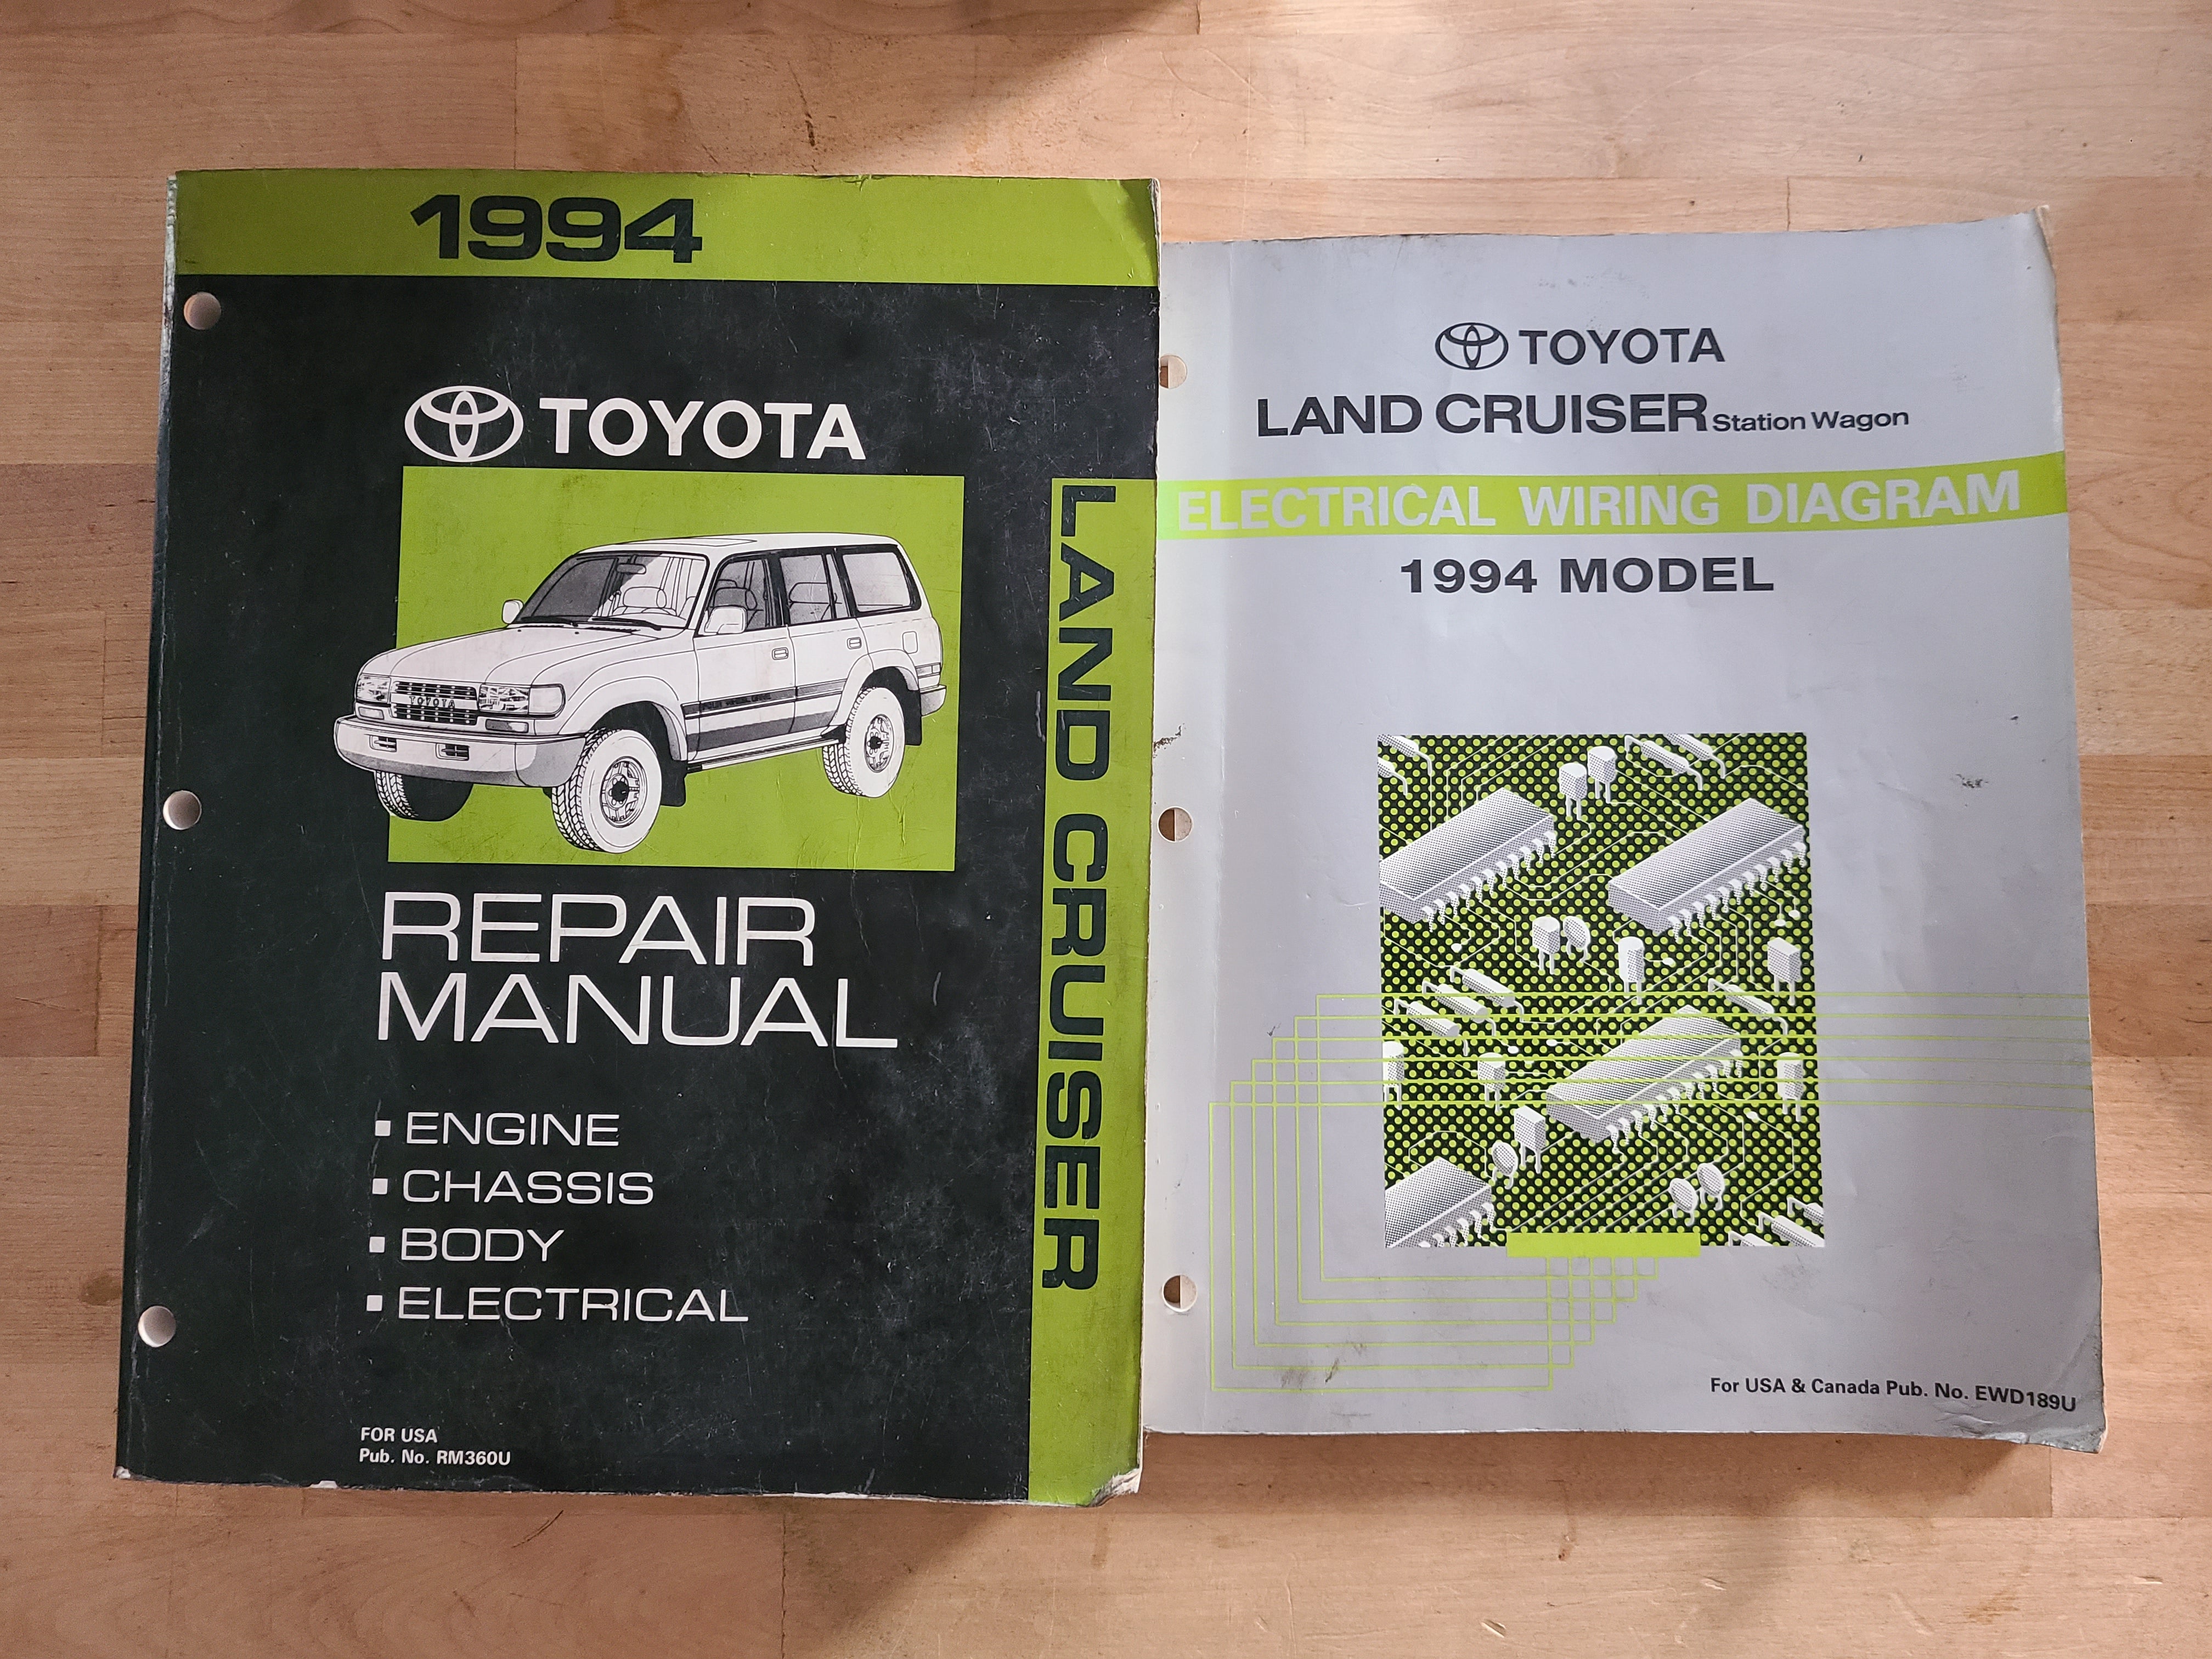 1994
TOYOTA
TOYOTA
REPAIR
MANUAL
▪ ENGINE
▪ CHASSIS
▪ BODY
▪ ELECTRICAL
FOR USA
Pub. No. RM360U
LAND CRUISER
TOYOTA
LAND CRUISER Station Wagon
ELECTRICAL WIRING DIAGRAM
1994 MODEL
For USA & Canada Pub. No. EWD189U